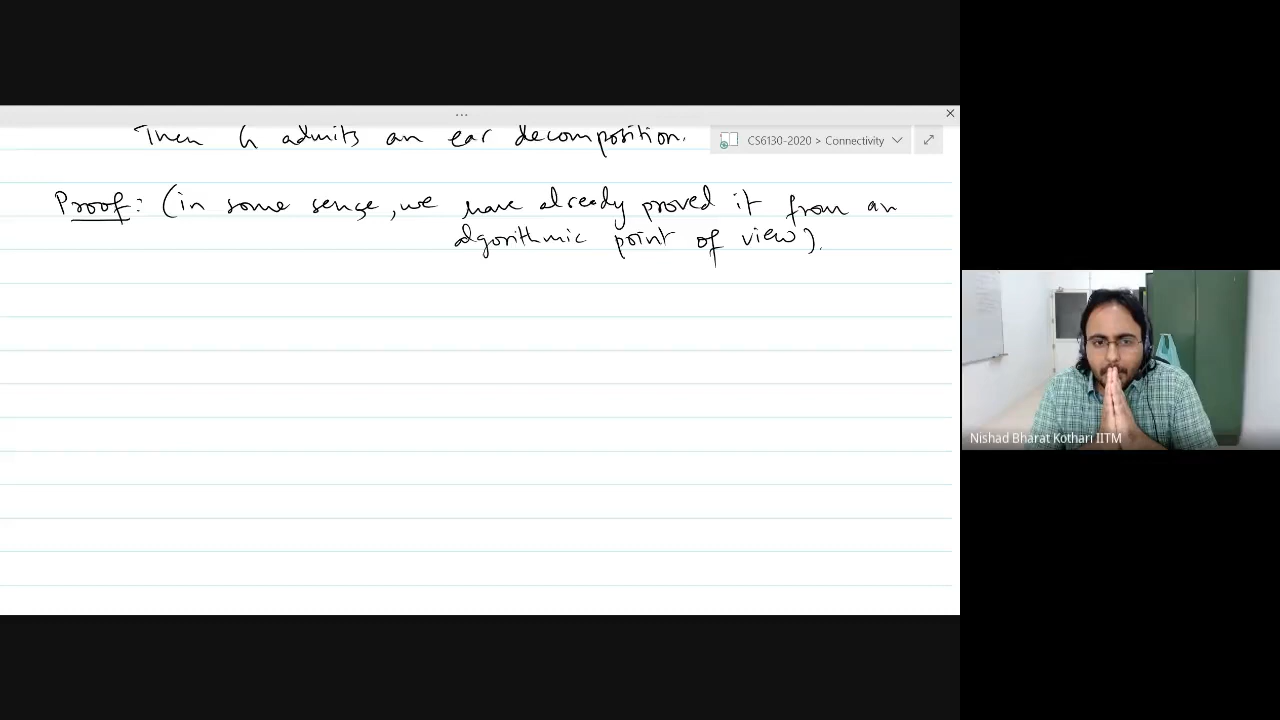 Then G admits an ear decomposition.
CS6130-2020 > Connectivity
Proof: (in some sense, we have already proved it from an
algorithmic point of view).
Nishad Bharat Kothari IITM